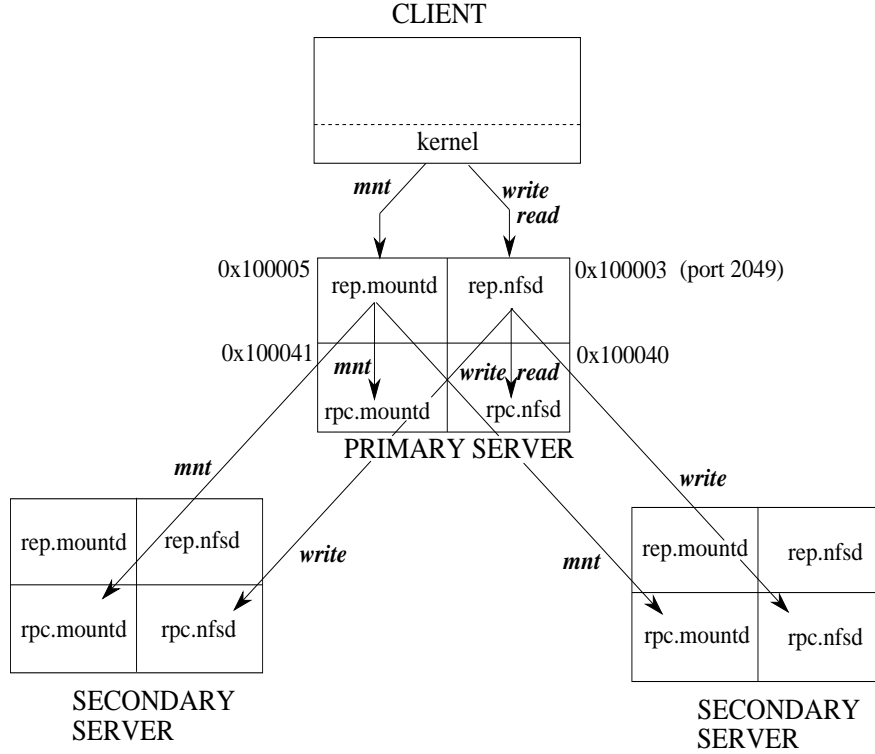 CLIENT
kernel
mnt
write
read
0x100005
rep.mountd
rep.nfsd
0x100003 (port 2049)
0x100041
mnt
write read
0x100040
rpc.mountd
rpc.nfsd
PRIMARY SERVER
mnt
write
write
mnt
rep.mountd
rep.nfsd
rpc.mountd
rpc.nfsd
SECONDARY
SERVER
rep.mountd
rep.nfsd
rpc.mountd
rpc.nfsd
SECONDARY
SERVER